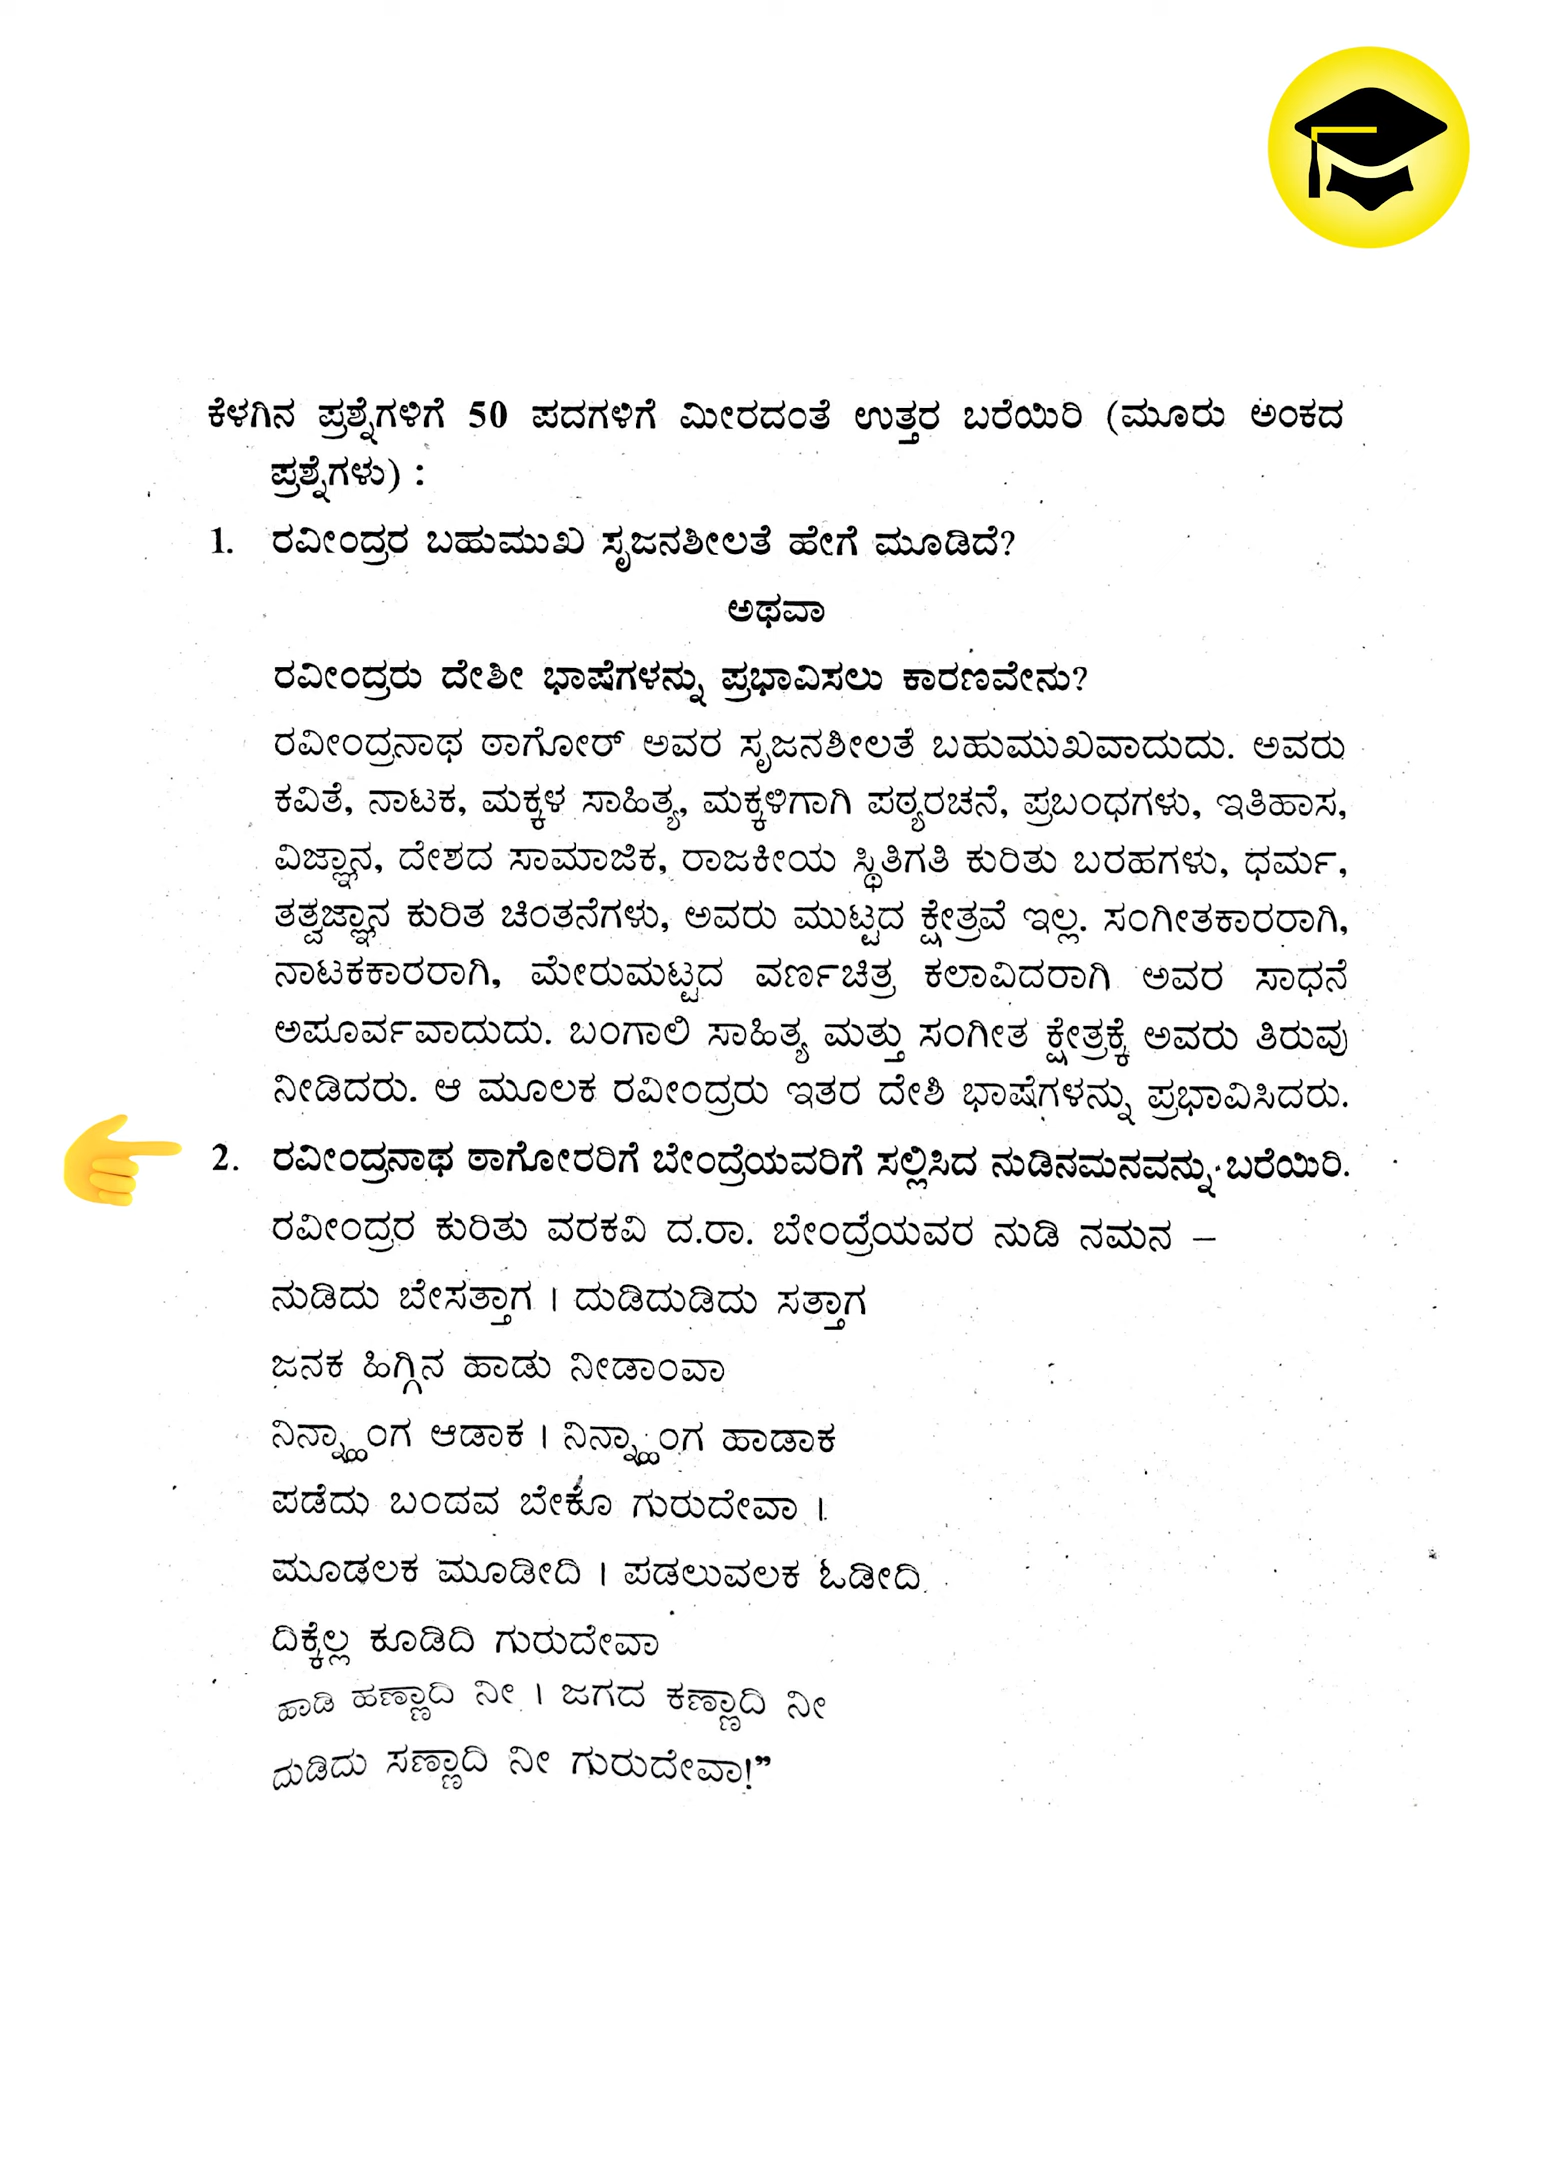 ಕೆಳಗಿನ ಪ್ರಶ್ನೆಗಳಿಗೆ 50 ಪದಗಳಿಗೆ ಮೀರದಂತೆ ಉತ್ತರ ಬರೆಯಿರಿ (ಮೂರು ಅಂಕದ
ಪ್ರಶ್ನೆಗಳು) :
1. ರವೀಂದ್ರರ ಬಹುಮುಖ ಸೃಜನಶೀಲತೆ ಹೇಗೆ ಮೂಡಿದೆ?
ಅಥವಾ
ರವೀಂದ್ರರು ದೇಶೀ ಭಾಷೆಗಳನ್ನು ಪ್ರಭಾವಿಸಲು ಕಾರಣವೇನು?
ರವೀಂದ್ರನಾಥ ಠಾಗೋರ್ ಅವರ ಸೃಜನಶೀಲತೆ ಬಹುಮುಖವಾದುದು. ಅವರು
ಕವಿತೆ, ನಾಟಕ, ಮಕ್ಕಳ ಸಾಹಿತ್ಯ, ಮಕ್ಕಳಿಗಾಗಿ ಪಠ್ಯರಚನೆ, ಪ್ರಬಂಧಗಳು, ಇತಿಹಾಸ,
ವಿಜ್ಞಾನ, ದೇಶದ ಸಾಮಾಜಿಕ, ರಾಜಕೀಯ ಸ್ಥಿತಿಗತಿ ಕುರಿತು ಬರಹಗಳು, ಧರ್ಮ,
ತತ್ವಜ್ಞಾನ ಕುರಿತ ಚಿಂತನೆಗಳು, ಅವರು ಮುಟ್ಟದ ಕ್ಷೇತ್ರವೆ ಇಲ್ಲ. ಸಂಗೀತಕಾರರಾಗಿ,
ನಾಟಕಕಾರರಾಗಿ, ಮೇರುಮಟ್ಟದ ವರ್ಣಚಿತ್ರ ಕಲಾವಿದರಾಗಿ ಅವರ ಸಾಧನೆ
ಅಪೂರ್ವವಾದುದು. ಬಂಗಾಲಿ ಸಾಹಿತ್ಯ ಮತ್ತು ಸಂಗೀತ ಕ್ಷೇತ್ರಕ್ಕೆ ಅವರು ತಿರುವು
ನೀಡಿದರು. ಆ ಮೂಲಕ ರವೀಂದ್ರರು ಇತರ ದೇಶಿ ಭಾಷೆಗಳನ್ನು ಪ್ರಭಾವಿಸಿದರು.
2. ರವೀಂದ್ರನಾಥ ಠಾಗೋರರಿಗೆ ಬೇಂದ್ರೆಯವರಿಗೆ ಸಲ್ಲಿಸಿದ ನುಡಿನಮನವನ್ನು ಬರೆಯಿರಿ.
ರವೀಂದ್ರರ ಕುರಿತು ವರಕವಿ ದ.ರಾ. ಬೇಂದ್ರೆಯವರ ನುಡಿ ನಮನ –
ನುಡಿದು ಬೇಸತ್ತಾಗ । ದುಡಿದುಡಿದು ಸತ್ತಾಗ
ಜನಕ ಹಿಗ್ಗಿನ ಹಾಡು ನೀಡಾಂವಾ
ನಿನ್ನ್ಹಾಂಗ ಆಡಾಕ । ನಿನ್ನ್ಹಾಂಗ ಹಾಡಾಕ
ಪಡೆದು ಬಂದವ ಬೇಕೊ ಗುರುದೇವಾ ।
ಮೂಡಲಕ ಮೂಡೀದಿ । ಪಡಲುವಲಕ ಓಡೀದಿ
ದಿಕ್ಕೆಲ್ಲ ಕೂಡಿದಿ ಗುರುದೇವಾ
ಹಾಡಿ ಹಣ್ಣಾದಿ ನೀ । ಜಗದ ಕಣ್ಣಾದಿ ನೀ
ದುಡಿದು ಸಣ್ಣಾದಿ ನೀ ಗುರುದೇವಾ!”